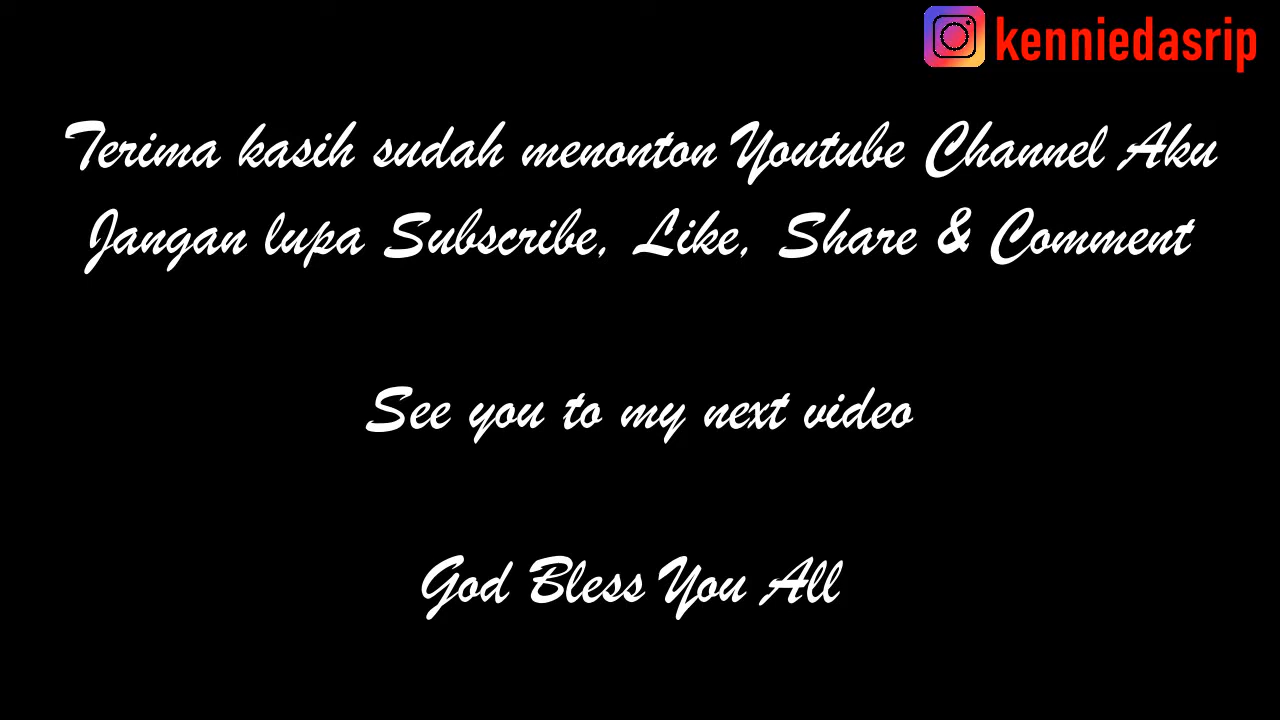 kenniedasrip
Terima kasih sudah menonton Youtube Channel Aku
Jangan lupa Subscribe, Like, Share & Comment
See you to my next video
God Bless You All